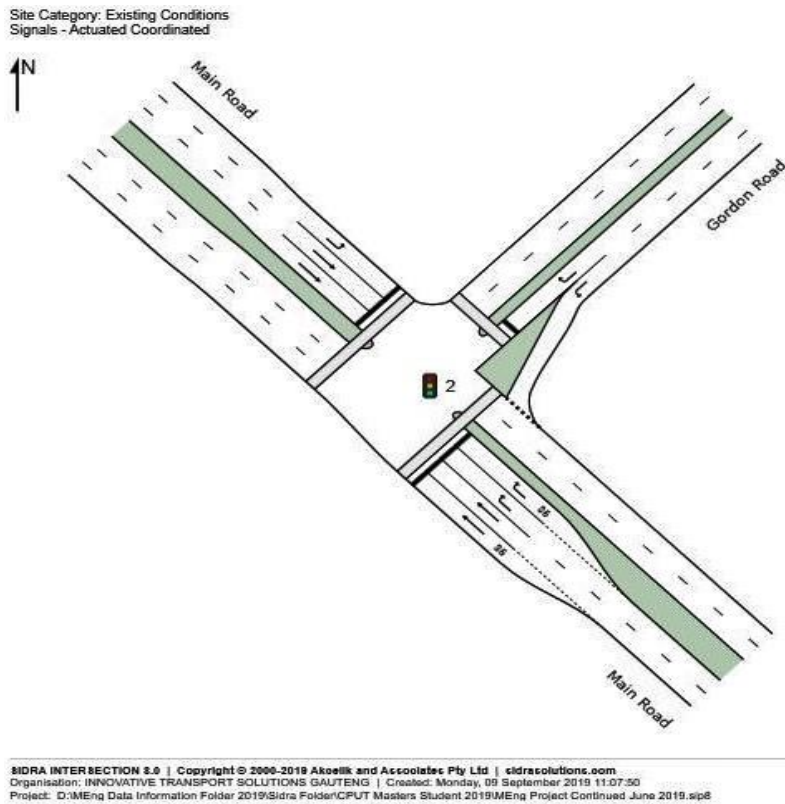 Site Category: Existing Conditions
Signals - Actuated Coordinated
N
Main Road
Gordon Road
2
95
95
Main Road
SIDRA INTERSECTION 8.0 | Copyright © 2000-2019 Akcelik and Associates Pty Ltd | sidrasolutions.com
Organisation: INNOVATIVE TRANSPORT SOLUTIONS GAUTENG | Created: Monday, 09 September 2019 11:07:50
Project: D:\MEng Data Information Folder 2019\Sidra Folder\CPUT Masters Student 2019\MEng Project Continued June 2019.sip8